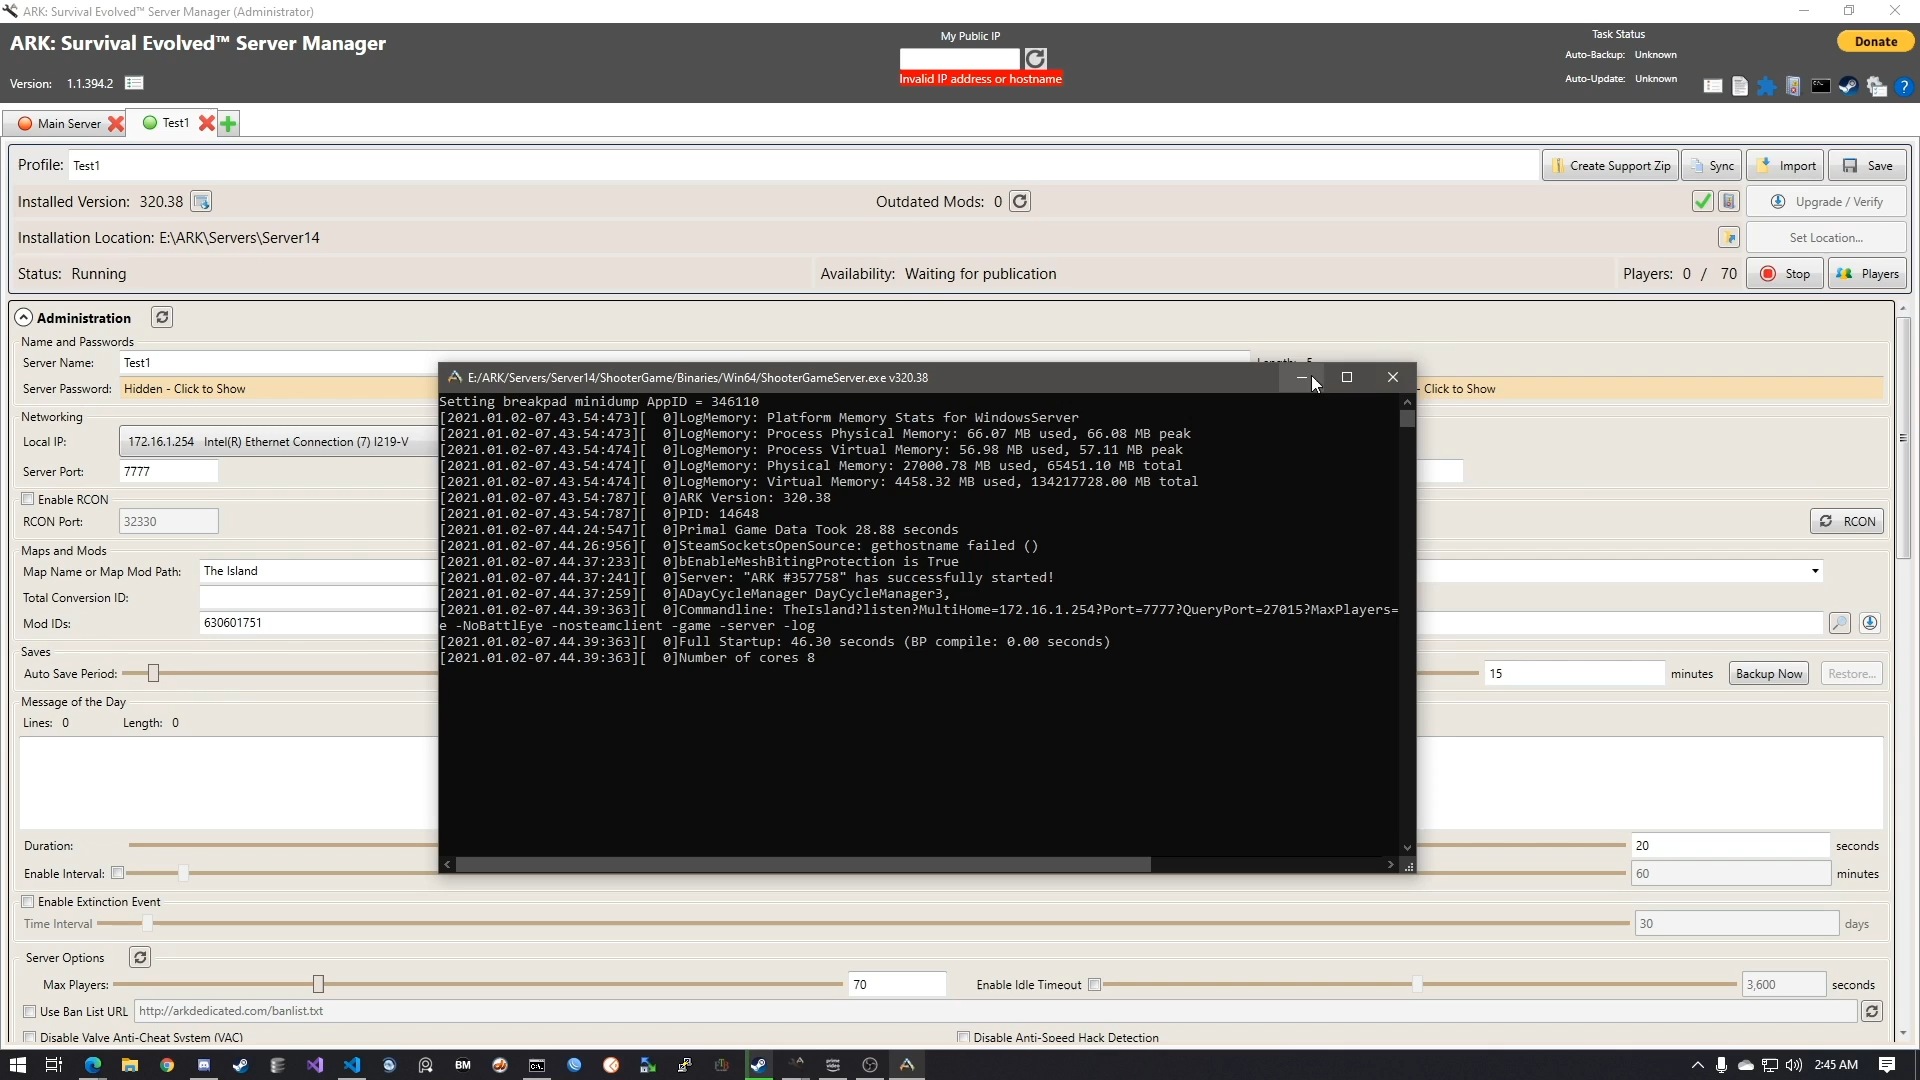 ARK: Survival Evolved™ Server Manager (Administrator)
ARK: Survival Evolved™ Server Manager
My Public IP
Task Status
Donate
Auto-Backup: Unknown
Invalid IP address or hostname
Auto-Update: Unknown
Version: 1.1.394.2
Main Server
Test1
Profile: Test1
Create Support Zip
Sync
Import
Save
Installed Version: 320.38
Outdated Mods: 0
Upgrade / Verify
Installation Location: E:\ARK\Servers\Server14
Set Location...
Status: Running
Availability: Waiting for publication
Players: 0 / 70
Stop
Players
Administration
Name and Passwords
Server Name: Test1
Length: 5
Server Password: Hidden - Click to Show
- Click to Show
Networking
Local IP: 172.16.1.254 Intel(R) Ethernet Connection (7) I219-V
Server Port: 7777
Enable RCON
RCON Port: 32330
RCON
Maps and Mods
Map Name or Map Mod Path: The Island
Total Conversion ID:
Mod IDs: 630601751
Saves
Auto Save Period:
15 minutes
Backup Now
Restore...
Message of the Day
Lines: 0 Length: 0
E:/ARK/Servers/Server14/ShooterGame/Binaries/Win64/ShooterGameServer.exe v320.38
Setting breakpad minidump AppID = 346110
[2021.01.02-07.43.54:473][  0]LogMemory: Platform Memory Stats for WindowsServer
[2021.01.02-07.43.54:473][  0]LogMemory: Process Physical Memory: 66.07 MB used, 66.08 MB peak
[2021.01.02-07.43.54:474][  0]LogMemory: Process Virtual Memory: 56.98 MB used, 57.11 MB peak
[2021.01.02-07.43.54:474][  0]LogMemory: Physical Memory: 27000.78 MB used, 65451.10 MB total
[2021.01.02-07.43.54:474][  0]LogMemory: Virtual Memory: 4458.32 MB used, 134217728.00 MB total
[2021.01.02-07.43.54:787][  0]ARK Version: 320.38
[2021.01.02-07.43.54:787][  0]PID: 14648
[2021.01.02-07.44.24:547][  0]Primal Game Data Took 28.88 seconds
[2021.01.02-07.44.26:956][  0]SteamSocketsOpenSource: gethostname failed ()
[2021.01.02-07.44.37:233][  0]bEnableMeshBitingProtection is True
[2021.01.02-07.44.37:241][  0]Server: "ARK #357758" has successfully started!
[2021.01.02-07.44.37:259][  0]ADayCycleManager DayCycleManager3,
[2021.01.02-07.44.39:363][  0]Commandline: TheIsland?listen?MultiHome=172.16.1.254?Port=7777?QueryPort=27015?MaxPlayers=
e -NoBattlEye -nosteamclient -game -server -log
[2021.01.02-07.44.39:363][  0]Full Startup: 46.30 seconds (BP compile: 0.00 seconds)
[2021.01.02-07.44.39:363][  0]Number of cores 8
Duration:
20 seconds
Enable Interval:
60 minutes
Enable Extinction Event
Time Interval
30 days
Server Options
Max Players: 70
Enable Idle Timeout
3,600 seconds
Use Ban List URL http://arkdedicated.com/banlist.txt
Disable Valve Anti-Cheat System (VAC)
Disable Anti-Speed Hack Detection
BM
2:45 AM